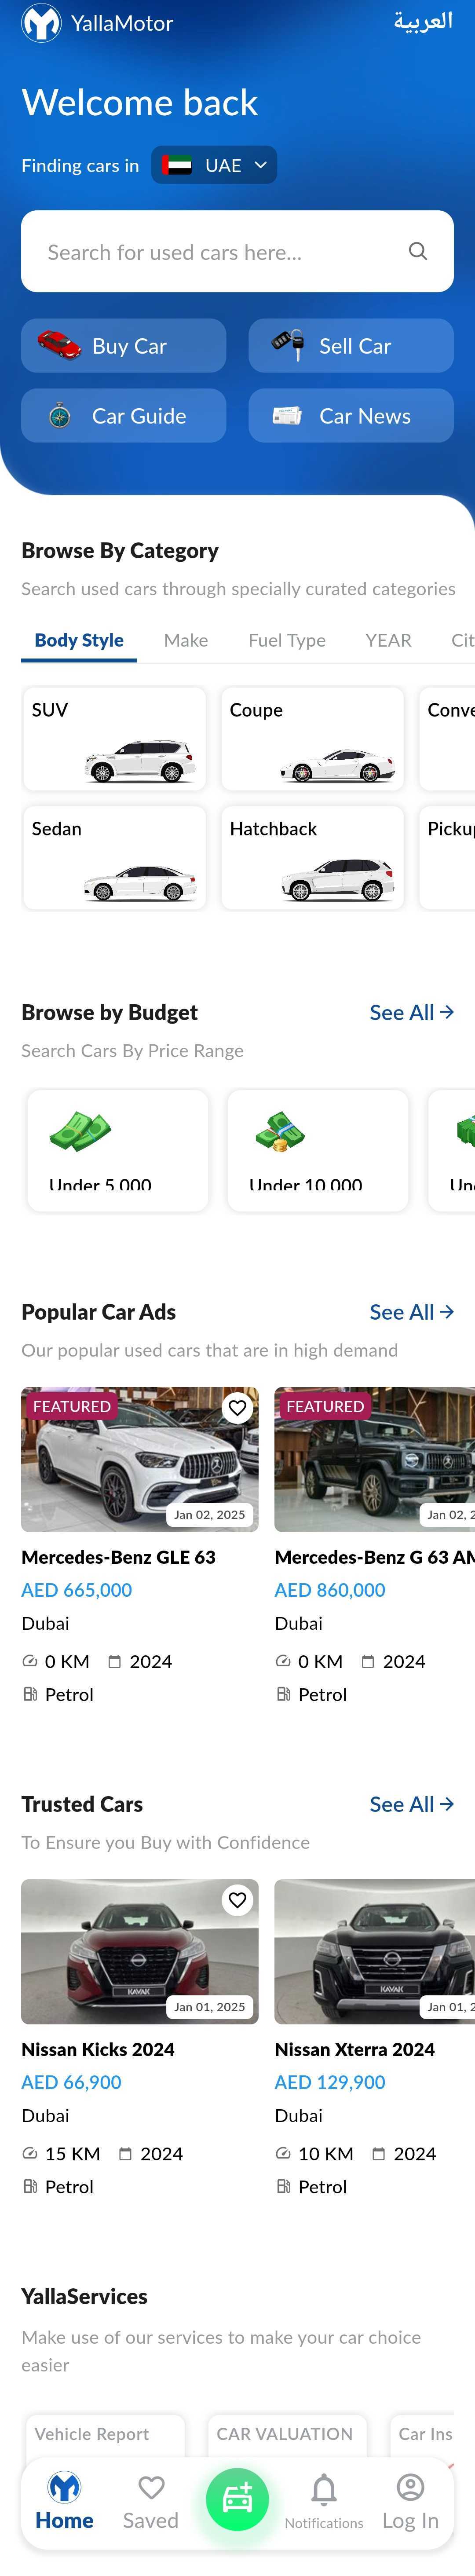 YallaMotor
العربية
Welcome back
Finding cars in UAE
Search for used cars here...
Buy Car
Sell Car
Car Guide
Car News
Browse By Category
Search used cars through specially curated categories
Body Style Make Fuel Type YEAR Cit
SUV
Coupe
Conve
Sedan
Hatchback
Pickup
Browse by Budget
See All
Search Cars By Price Range
Under 5,000
Under 10,000
Un
Popular Car Ads
See All
Our popular used cars that are in high demand
FEATURED
Jan 02, 2025
Mercedes-Benz GLE 63
AED 665,000
Dubai
0 KM 2024
Petrol
FEATURED
Jan 02, 2
Mercedes-Benz G 63 AM
AED 860,000
Dubai
0 KM 2024
Petrol
Trusted Cars
See All
To Ensure you Buy with Confidence
KAVAK
Jan 01, 2025
Nissan Kicks 2024
AED 66,900
Dubai
15 KM 2024
Petrol
KAVAK
Jan 01, 2
Nissan Xterra 2024
AED 129,900
Dubai
10 KM 2024
Petrol
YallaServices
Make use of our services to make your car choice
easier
Vehicle Report
CAR VALUATION
Car Ins
Home
Saved
Notifications
Log In